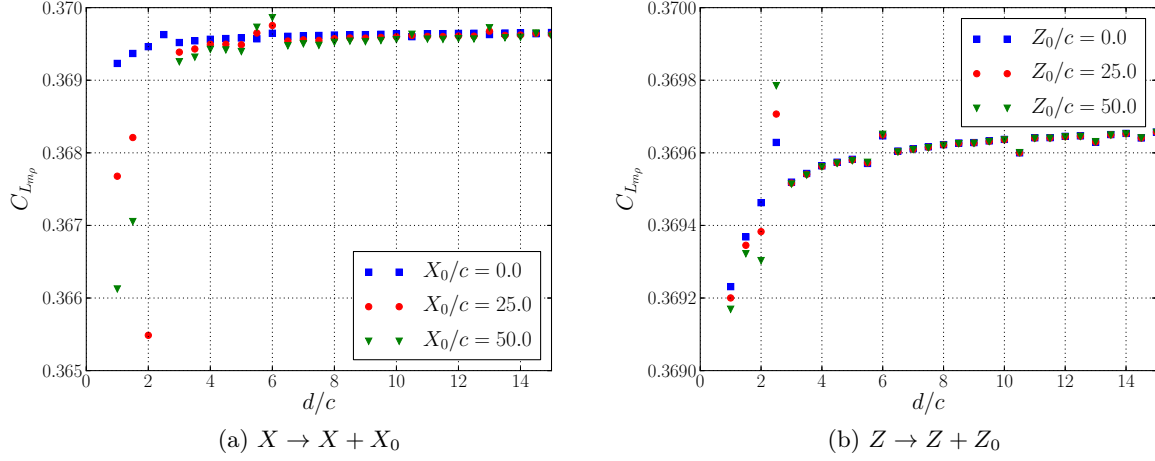 0.370
0.369
0.368
0.367
0.366
0.365
C_{L_{m_ρ}}
0 2 4 6 8 10 12 14
d/c
X_0/c = 0.0
X_0/c = 25.0
X_0/c = 50.0
(a) X → X + X_0
0.3700
0.3698
0.3696
0.3694
0.3692
0.3690
C_{L_{m_ρ}}
0 2 4 6 8 10 12 14
d/c
Z_0/c = 0.0
Z_0/c = 25.0
Z_0/c = 50.0
(b) Z → Z + Z_0